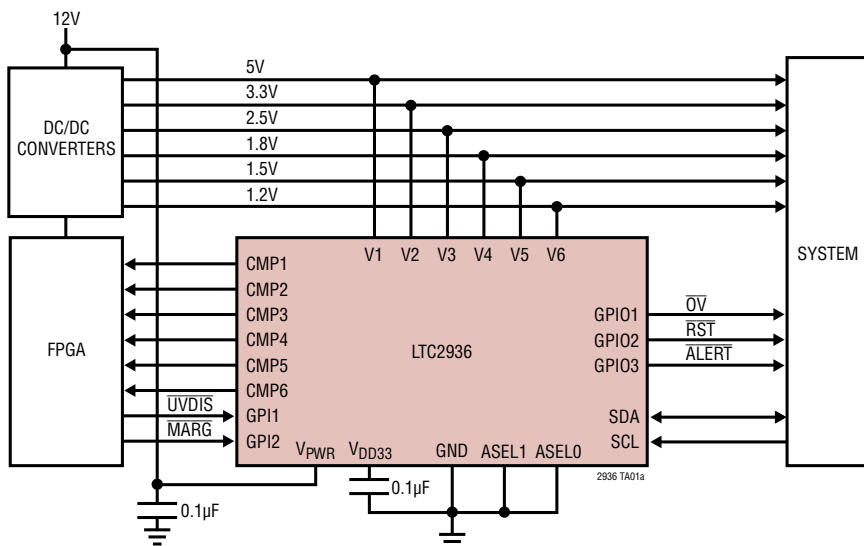 12V
DC/DC
CONVERTERS
5V
3.3V
2.5V
1.8V
1.5V
1.2V
SYSTEM
FPGA
V1 V2 V3 V4 V5 V6
CMP1
CMP2
CMP3
CMP4
CMP5
CMP6
UVDIS GPI1
MARG GPI2
LTC2936
GPIO1 OV
GPIO2 RST
GPIO3 ALERT
SDA
SCL
VPWR VDD33 GND ASEL1 ASEL0
2936 TA01a
0.1µF
0.1µF